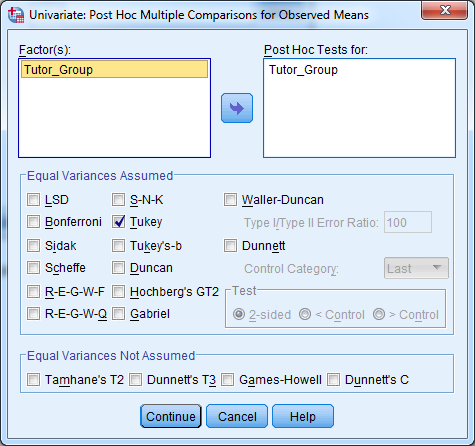 Univariate: Post Hoc Multiple Comparisons for Observed Means
Factor(s):
Tutor_Group
Post Hoc Tests for:
Tutor_Group
Equal Variances Assumed
LSD
S-N-K
Waller-Duncan
Bonferroni
Tukey
Type I/Type II Error Ratio: 100
Sidak
Tukey's-b
Dunnett
Scheffe
Duncan
Control Category: Last
R-E-G-W-F
Hochberg's GT2
Test
R-E-G-W-Q
Gabriel
2-sided
< Control
> Control
Equal Variances Not Assumed
Tamhane's T2
Dunnett's T3
Games-Howell
Dunnett's C
Continue
Cancel
Help